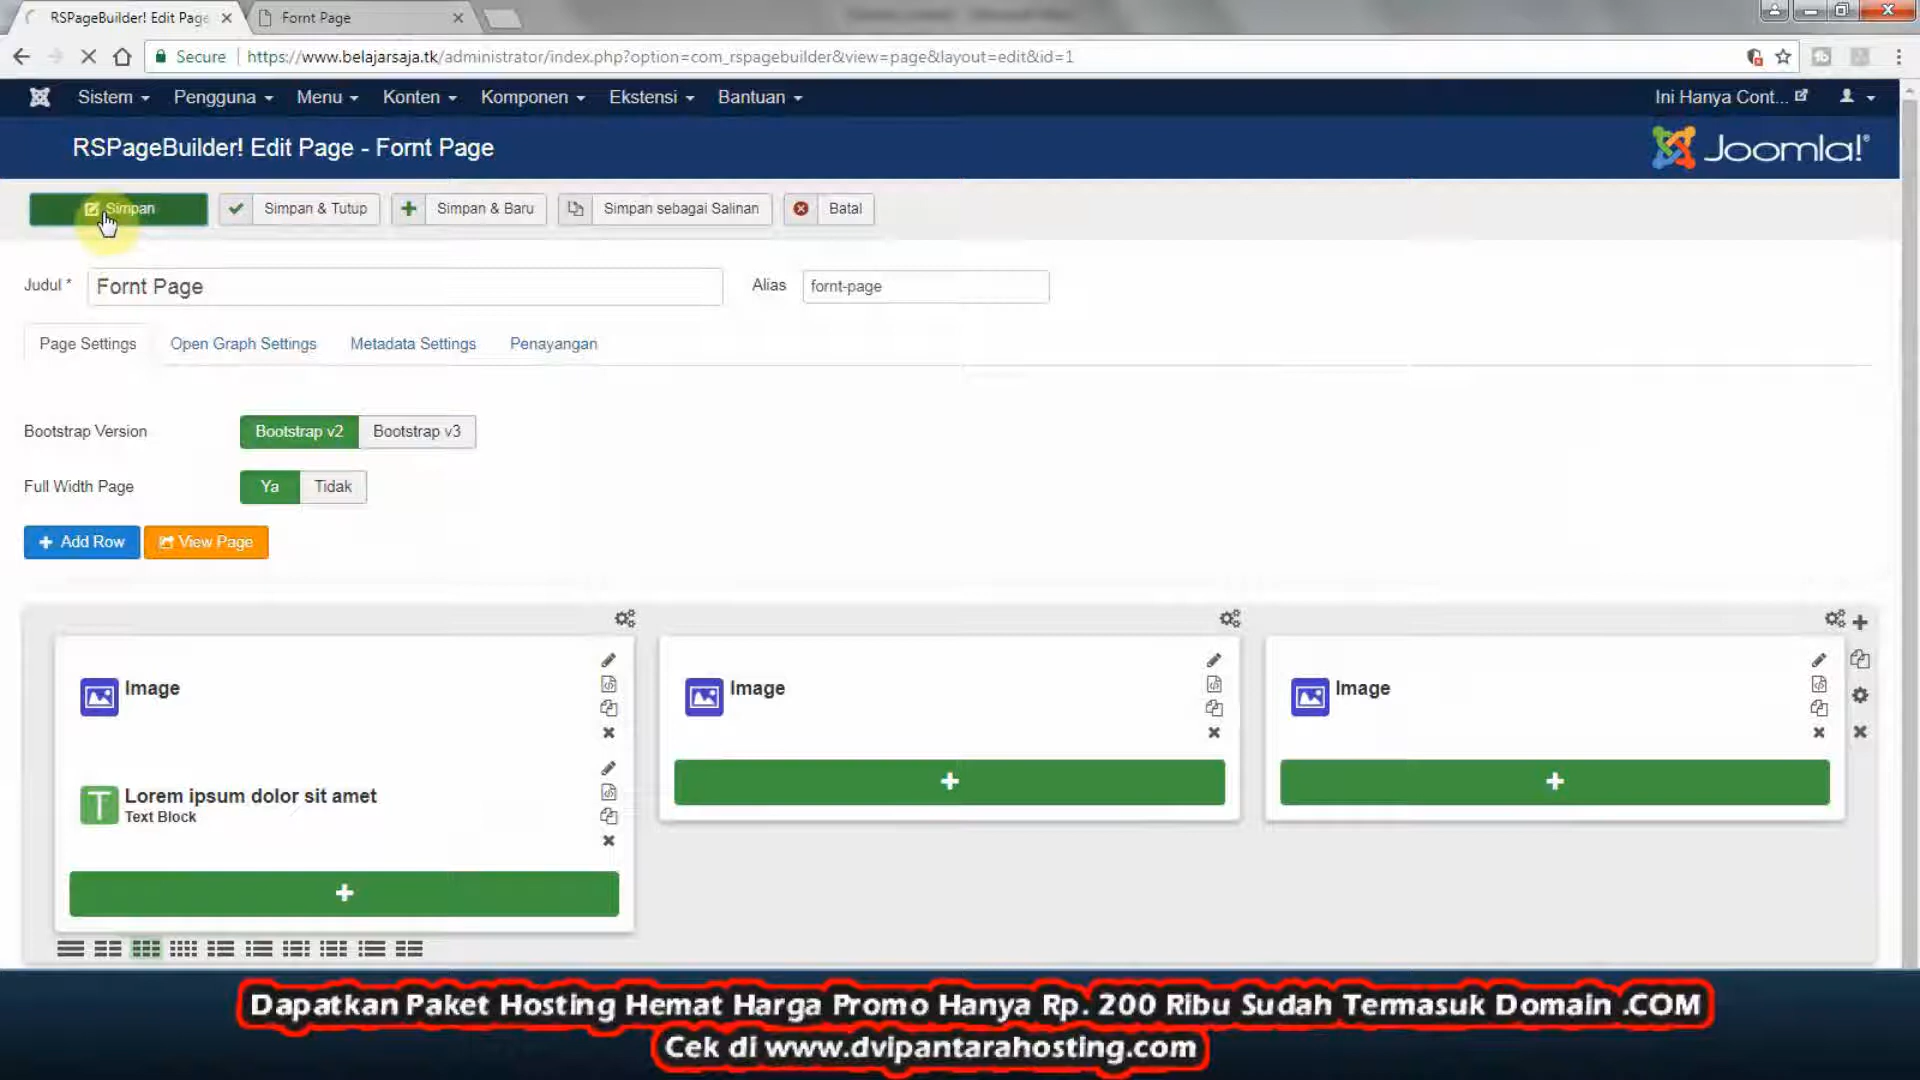 RSPageBuilder! Edit Page
Fornt Page
Secure https://www.belajarsaja.tk/administrator/index.php?option=com_rspagebuilder&view=page&layout=edit&id=1
Sistem Pengguna Menu Konten Komponen Ekstensi Bantuan Ini Hanya Cont...
RSPageBuilder! Edit Page - Fornt Page
Joomla!®
Simpan Simpan & Tutup Simpan & Baru Simpan sebagai Salinan Batal
Judul * Fornt Page Alias fornt-page
Page Settings Open Graph Settings Metadata Settings Penayangan
Bootstrap Version Bootstrap v2 Bootstrap v3
Full Width Page Ya Tidak
Add Row View Page
Image Image Image
Lorem ipsum dolor sit amet
Text Block
Dapatkan Paket Hosting Hemat Harga Promo Hanya Rp. 200 Ribu Sudah Termasuk Domain .COM
Cek di www.dvipantarahosting.com